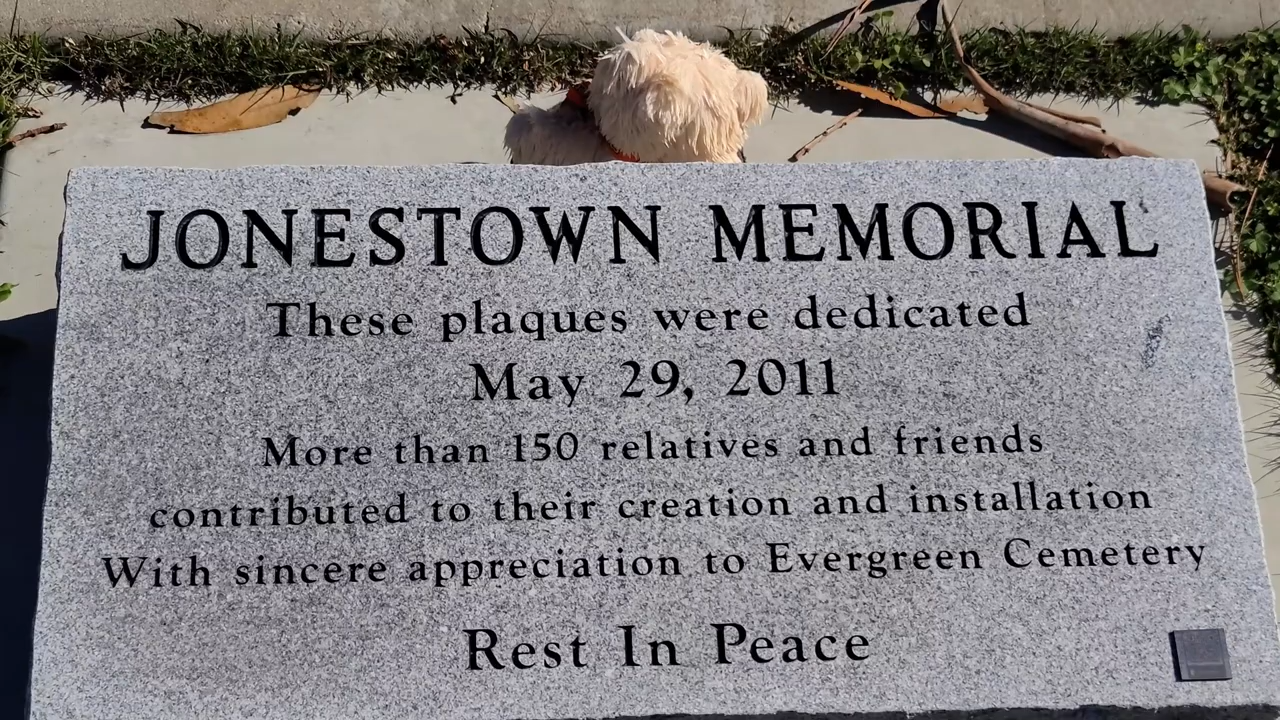 JONESTOWN MEMORIAL
These plaques were dedicated
May 29, 2011
More than 150 relatives and friends
contributed to their creation and installation
With sincere appreciation to Evergreen Cemetery
Rest In Peace